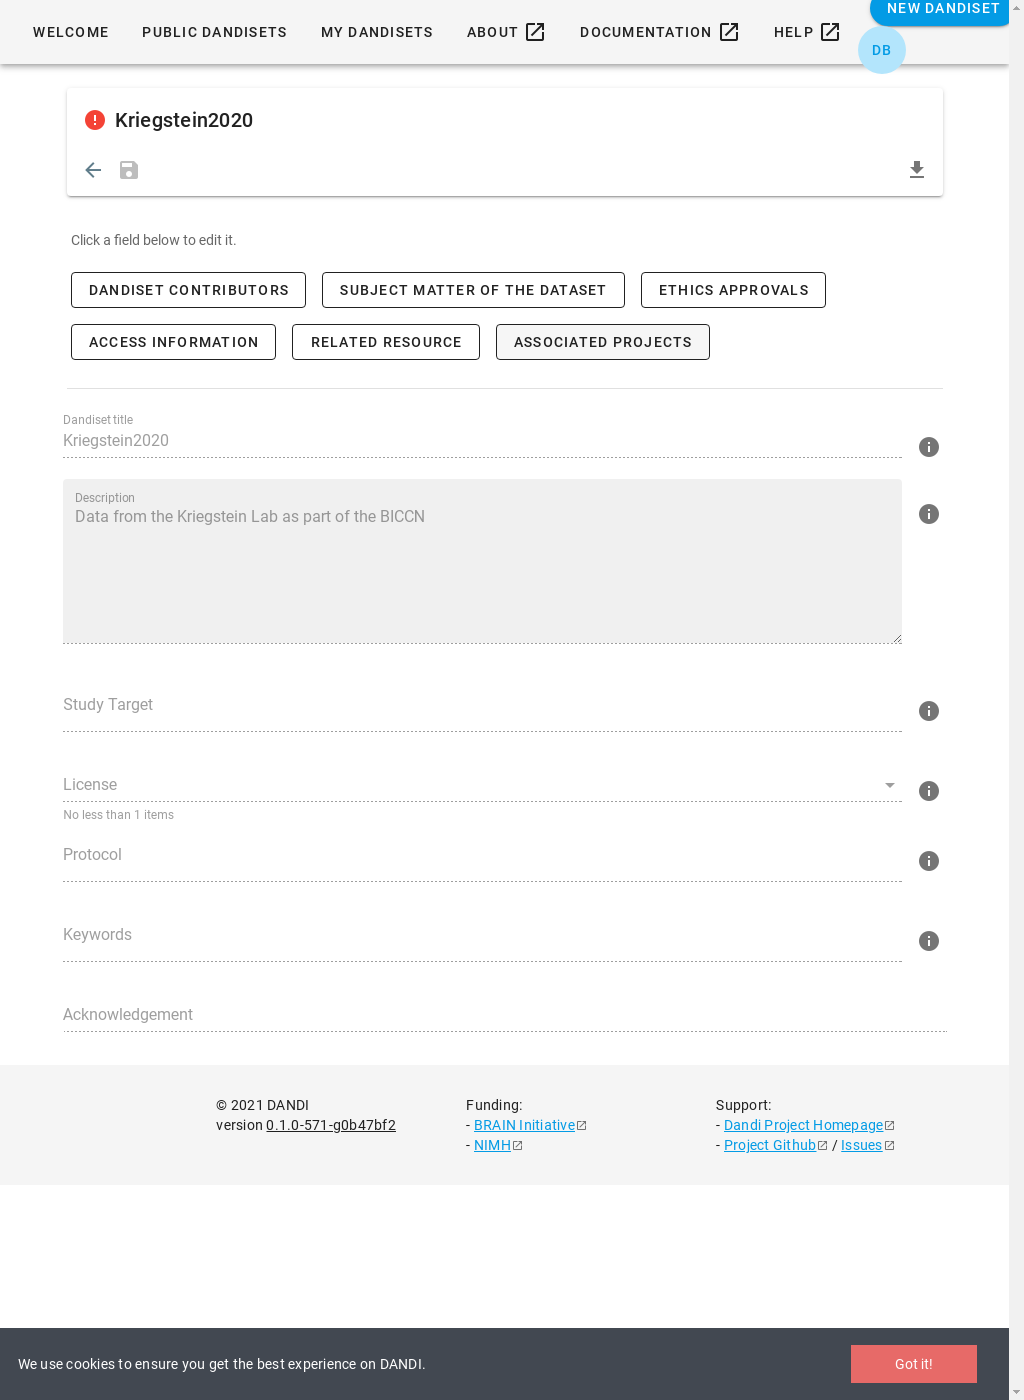 WELCOME PUBLIC DANDISETS MY DANDISETS ABOUT DOCUMENTATION HELP NEW DANDISET
DB
Kriegstein2020
Click a field below to edit it.
DANDISET CONTRIBUTORS SUBJECT MATTER OF THE DATASET ETHICS APPROVALS
ACCESS INFORMATION RELATED RESOURCE ASSOCIATED PROJECTS
Dandiset title
Kriegstein2020
Description
Data from the Kriegstein Lab as part of the BICCN
Study Target
License
No less than 1 items
Protocol
Keywords
Acknowledgement
© 2021 DANDI
version 0.1.0-571-g0b47bf2
Funding:
- BRAIN Initiative
- NIMH
Support:
- Dandi Project Homepage
- Project Github / Issues
We use cookies to ensure you get the best experience on DANDI.
Got it!